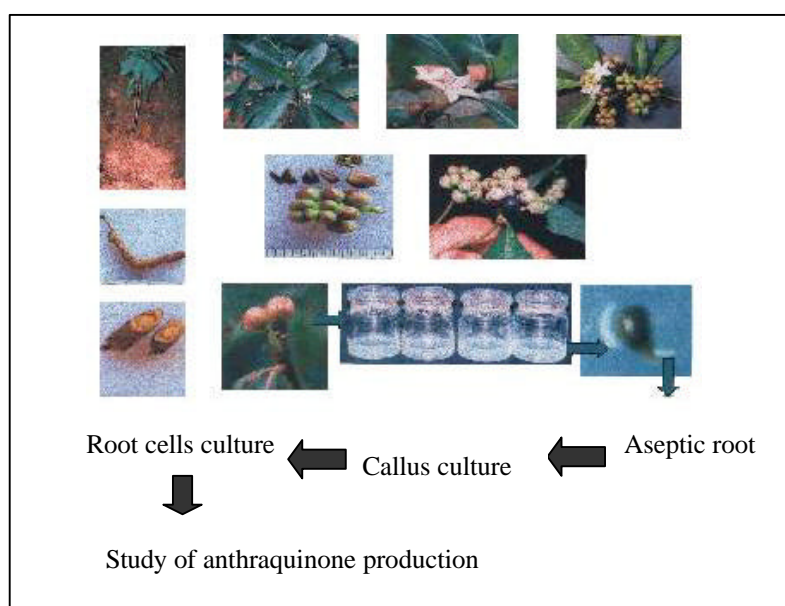 Root cells culture
Callus culture
Aseptic root
Study of anthraquinone production